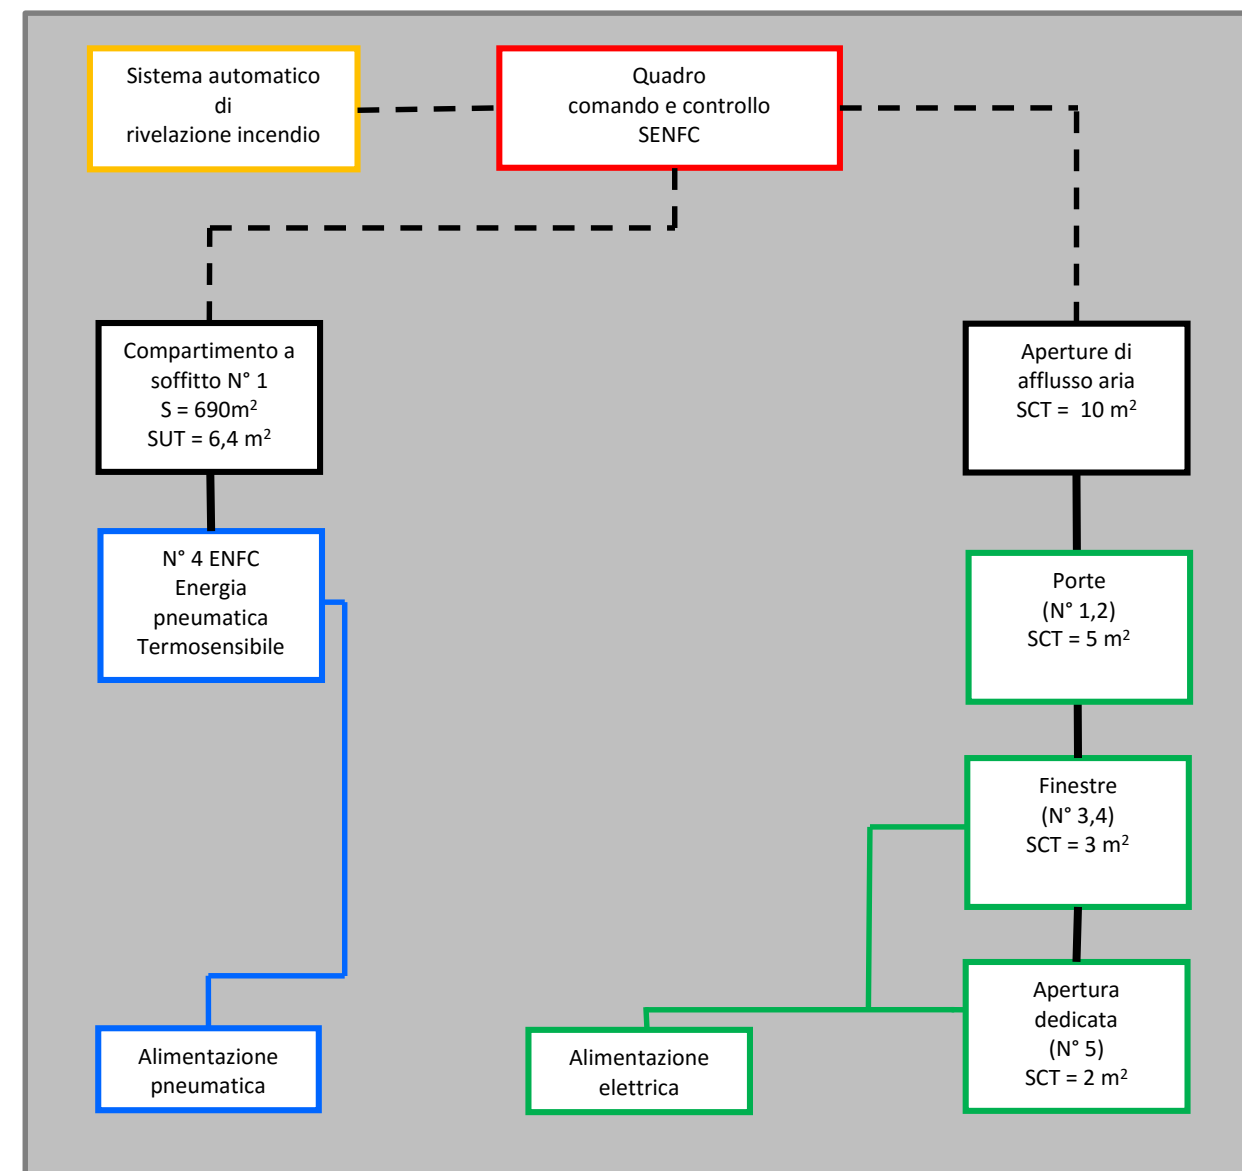 Sistema automatico
di
rivelazione incendio
Quadro
comando e controllo
SENFC
Compartimento a
soffitto N° 1
S = 690m²
SUT = 6,4 m²
Aperture di
afflusso aria
SCT =  10 m²
N° 4 ENFC
Energia
pneumatica
Termosensibile
Porte
(N° 1,2)
SCT = 5 m²
Finestre
(N° 3,4)
SCT = 3 m²
Apertura
dedicata
(N° 5)
SCT = 2 m²
Alimentazione
pneumatica
Alimentazione
elettrica